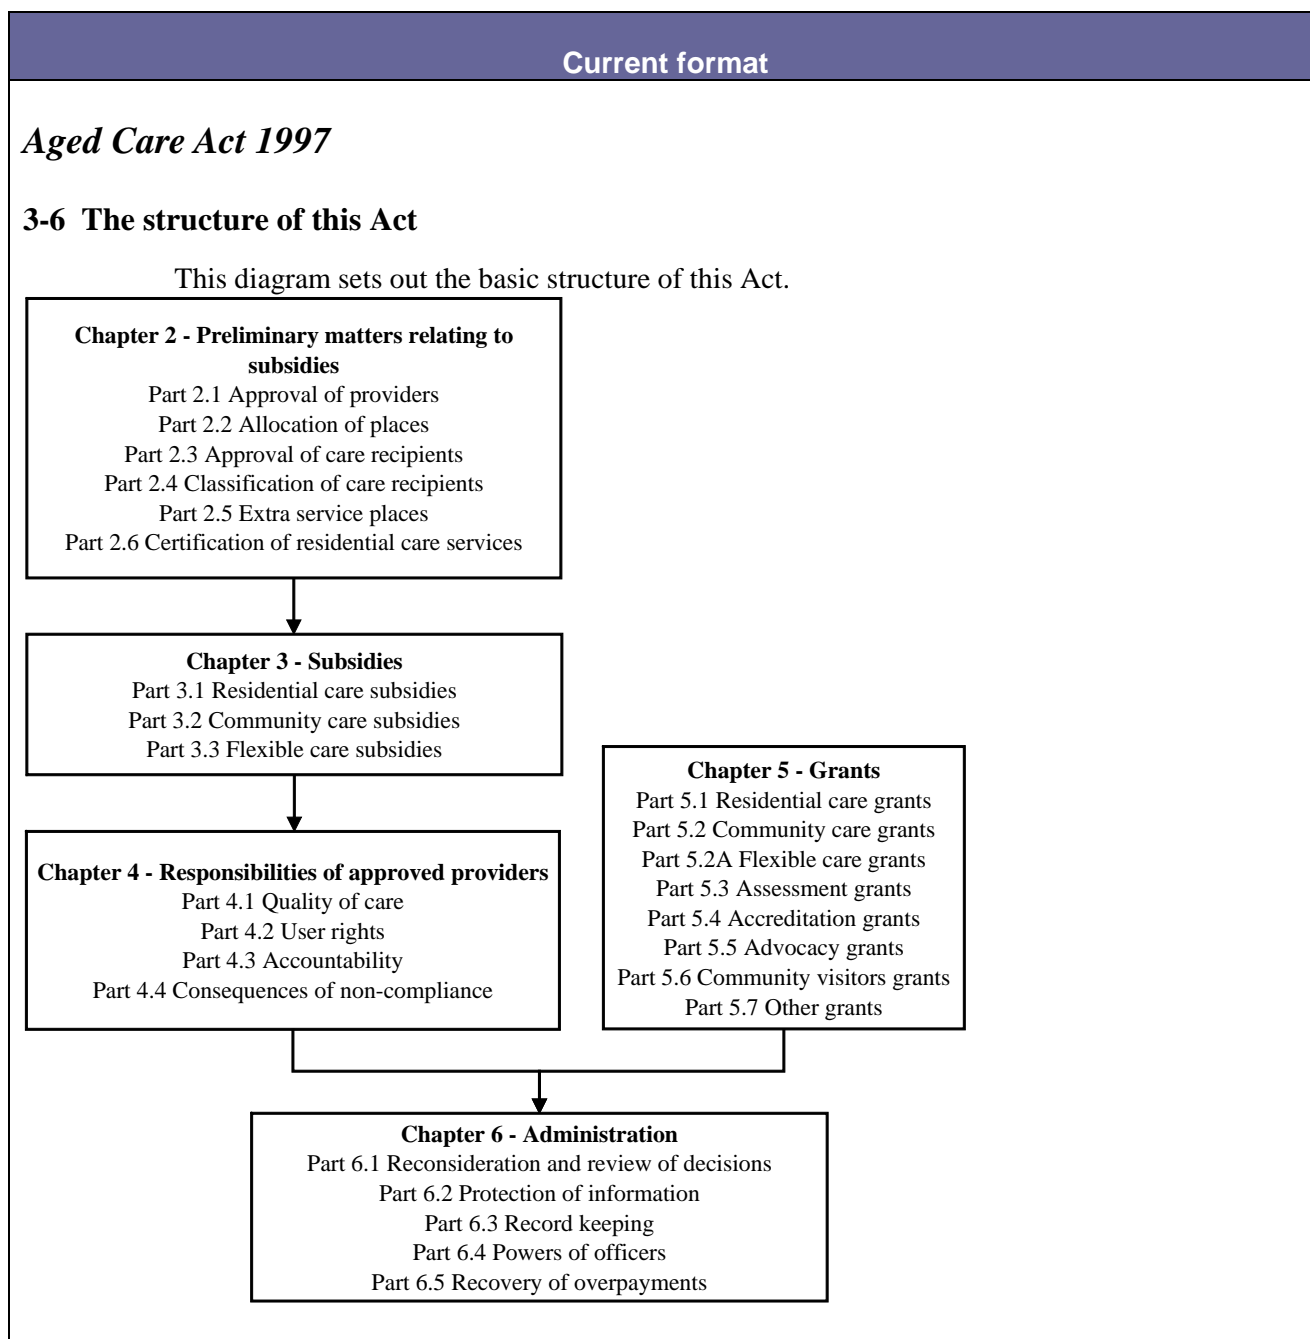 Current format
Aged Care Act 1997
3-6 The structure of this Act
This diagram sets out the basic structure of this Act.
Chapter 2 - Preliminary matters relating to
subsidies
Part 2.1 Approval of providers
Part 2.2 Allocation of places
Part 2.3 Approval of care recipients
Part 2.4 Classification of care recipients
Part 2.5 Extra service places
Part 2.6 Certification of residential care services
Chapter 3 - Subsidies
Part 3.1 Residential care subsidies
Part 3.2 Community care subsidies
Part 3.3 Flexible care subsidies
Chapter 4 - Responsibilities of approved providers
Part 4.1 Quality of care
Part 4.2 User rights
Part 4.3 Accountability
Part 4.4 Consequences of non-compliance
Chapter 5 - Grants
Part 5.1 Residential care grants
Part 5.2 Community care grants
Part 5.2A Flexible care grants
Part 5.3 Assessment grants
Part 5.4 Accreditation grants
Part 5.5 Advocacy grants
Part 5.6 Community visitors grants
Part 5.7 Other grants
Chapter 6 - Administration
Part 6.1 Reconsideration and review of decisions
Part 6.2 Protection of information
Part 6.3 Record keeping
Part 6.4 Powers of officers
Part 6.5 Recovery of overpayments